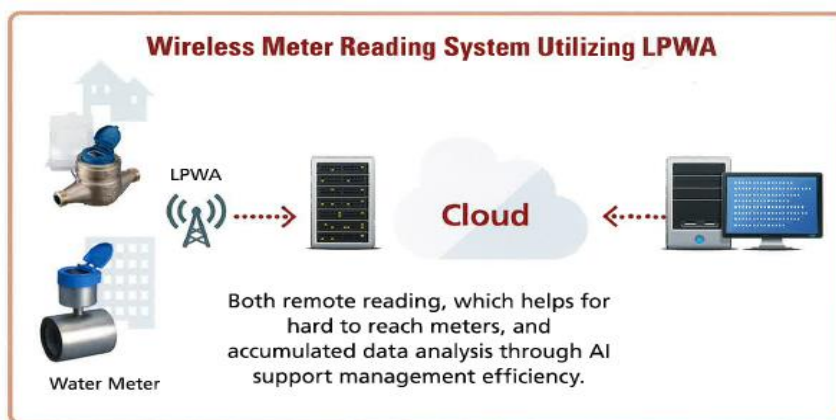 Wireless Meter Reading System Utilizing LPWA
LPWA
Cloud
Both remote reading, which helps for
hard to reach meters, and
accumulated data analysis through AI
support management efficiency.
Water Meter